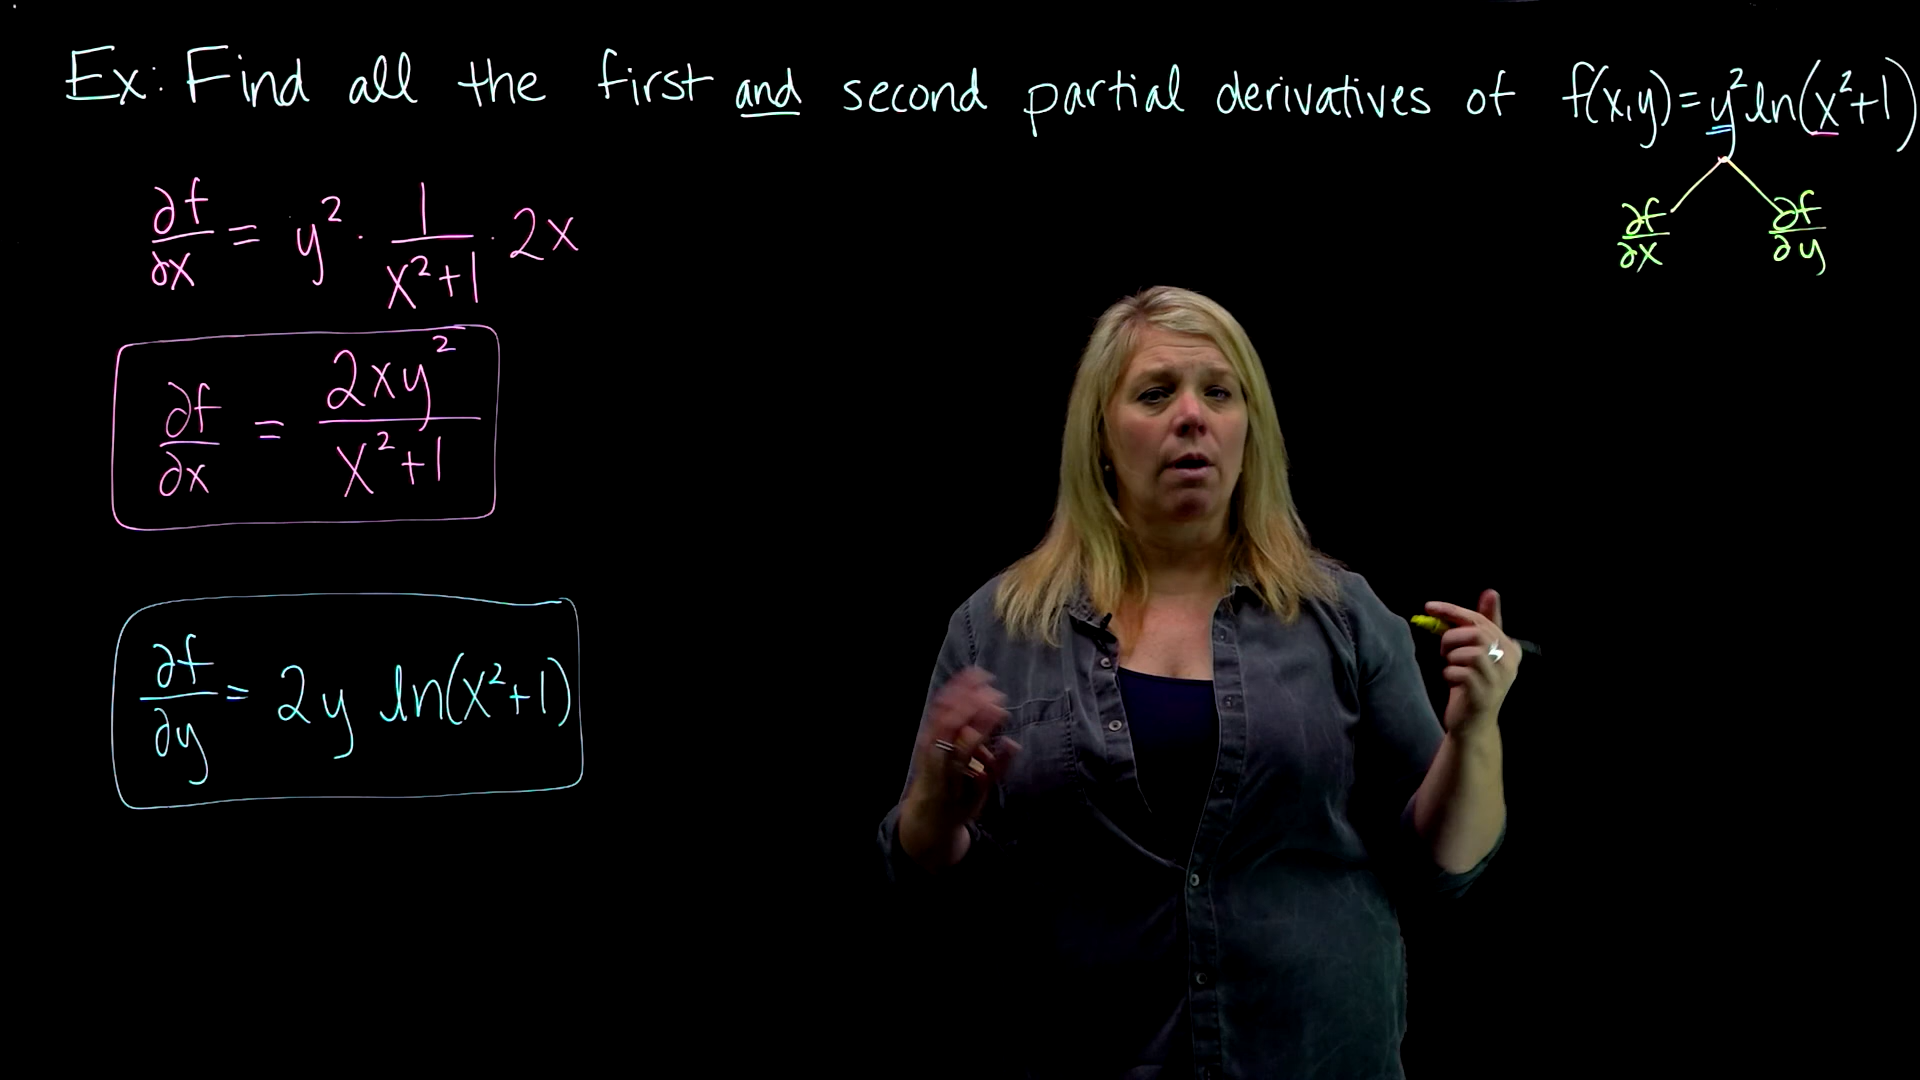 Ex: Find all the first and second partial derivatives of f(x,y)=y²ln(x²+1)
∂f/∂x ∂f/∂y
∂f/∂x = y² · 1/(x²+1) · 2x
∂f/∂x = 2xy²/(x²+1)
∂f/∂y = 2y ln(x²+1)